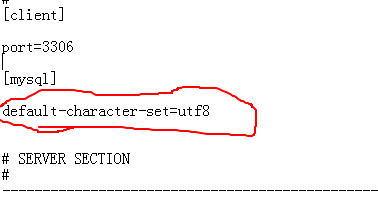 #
[client]
port=3306
[mysql]
default-character-set=utf8
# SERVER SECTION
#
-----------------------------------------------